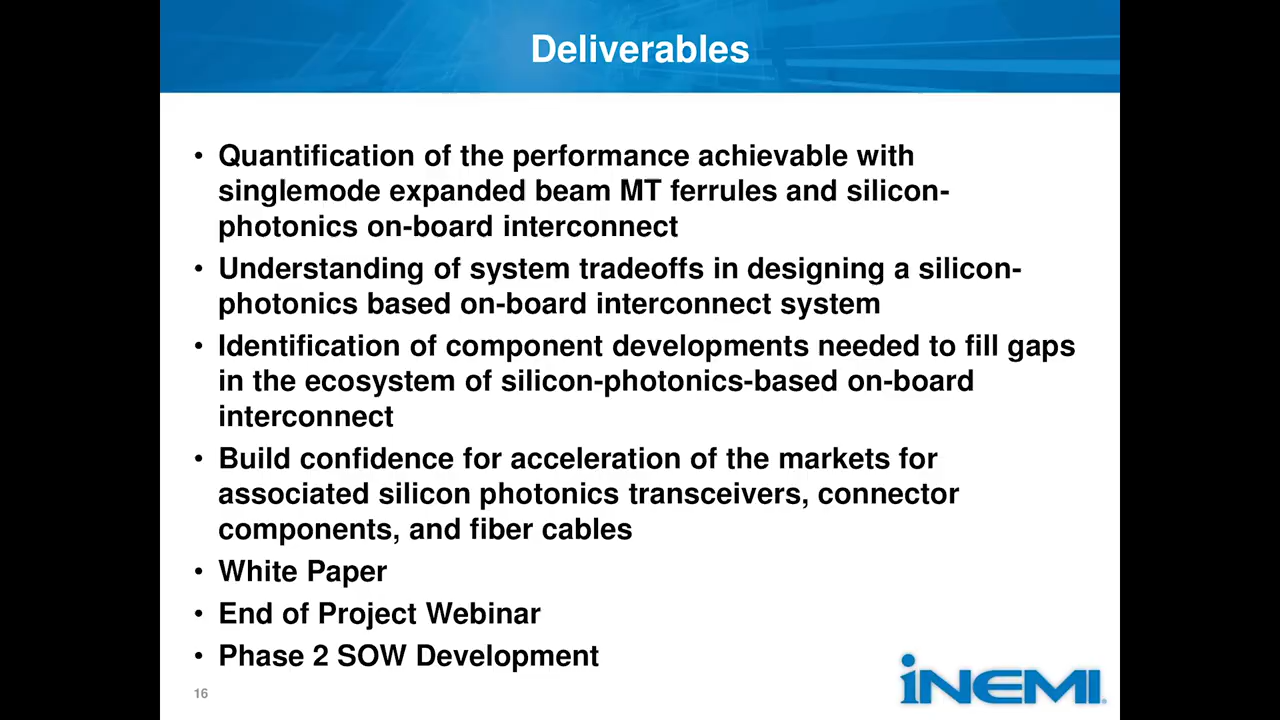 Deliverables
• Quantification of the performance achievable with
singlemode expanded beam MT ferrules and silicon-
photonics on-board interconnect
• Understanding of system tradeoffs in designing a silicon-
photonics based on-board interconnect system
• Identification of component developments needed to fill gaps
in the ecosystem of silicon-photonics-based on-board
interconnect
• Build confidence for acceleration of the markets for
associated silicon photonics transceivers, connector
components, and fiber cables
• White Paper
• End of Project Webinar
• Phase 2 SOW Development
16
iNEMI®